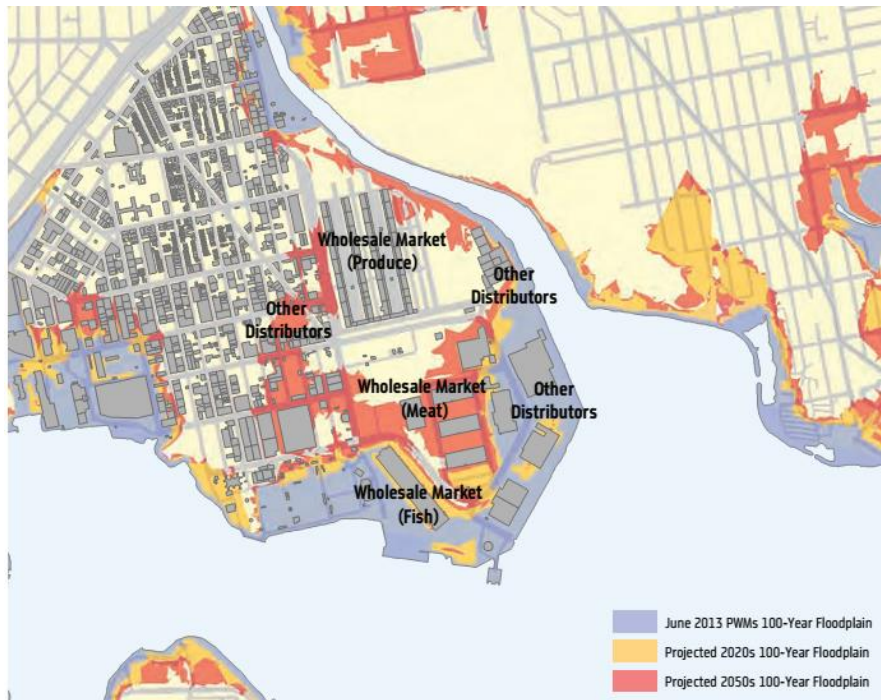 Wholesale Market
(Produce)
Other
Distributors
Other
Distributors
Wholesale Market
(Meat)
Other
Distributors
Wholesale Market
(Fish)
June 2013 PWMs 100-Year Floodplain
Projected 2020s 100-Year Floodplain
Projected 2050s 100-Year Floodplain